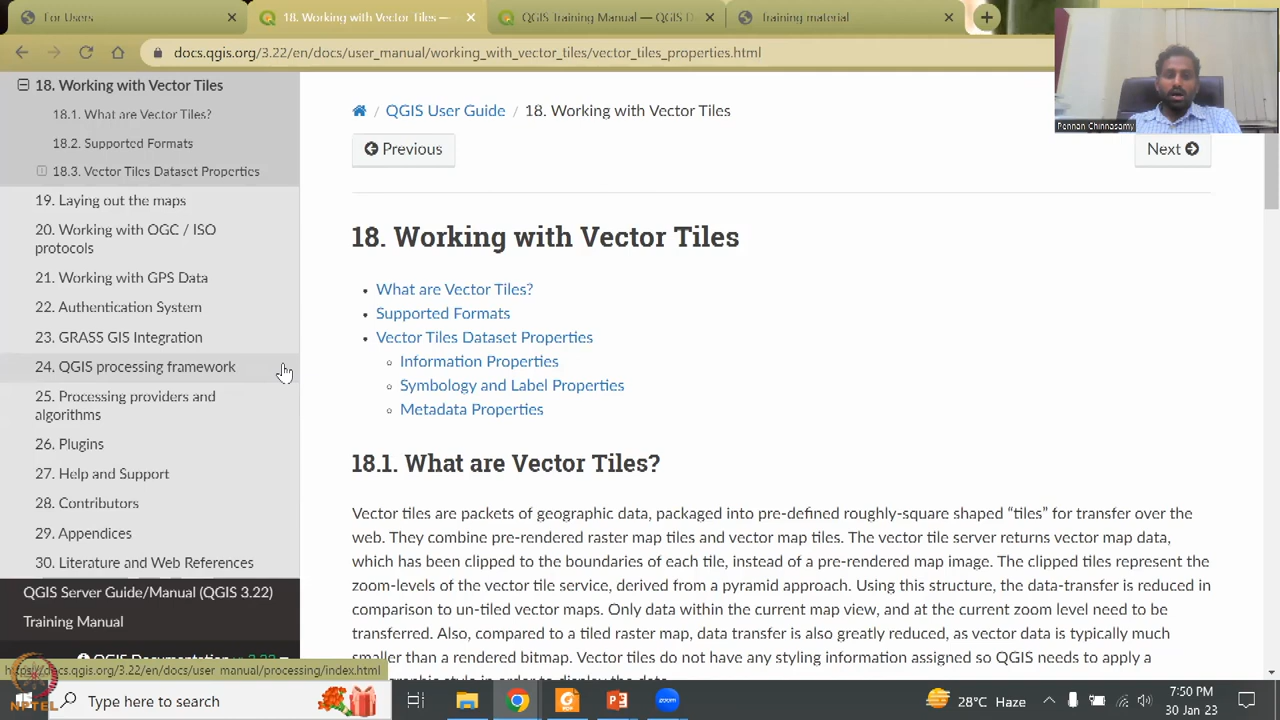 For Users
18. Working with Vector Tiles —
QGIS Training Manual — QGIS D
Training material
docs.qgis.org/3.22/en/docs/user_manual/working_with_vector_tiles/vector_tiles_properties.html
Pennan Chinnasamy
18. Working with Vector Tiles
18.1. What are Vector Tiles?
18.2. Supported Formats
18.3. Vector Tiles Dataset Properties
19. Laying out the maps
20. Working with OGC / ISO
protocols
21. Working with GPS Data
22. Authentication System
23. GRASS GIS Integration
24. QGIS processing framework
25. Processing providers and
algorithms
26. Plugins
27. Help and Support
28. Contributors
29. Appendices
30. Literature and Web References
QGIS Server Guide/Manual (QGIS 3.22)
Training Manual
QGIS Documentation
/ QGIS User Guide / 18. Working with Vector Tiles
Previous
Next
18. Working with Vector Tiles
• What are Vector Tiles?
• Supported Formats
• Vector Tiles Dataset Properties
◦ Information Properties
◦ Symbology and Label Properties
◦ Metadata Properties
18.1. What are Vector Tiles?
Vector tiles are packets of geographic data, packaged into pre-defined roughly-square shaped “tiles” for transfer over the
web. They combine pre-rendered raster map tiles and vector map tiles. The vector tile server returns vector map data,
which has been clipped to the boundaries of each tile, instead of a pre-rendered map image. The clipped tiles represent the
zoom-levels of the vector tile service, derived from a pyramid approach. Using this structure, the data-transfer is reduced in
comparison to un-tiled vector maps. Only data within the current map view, and at the current zoom level need to be
transferred. Also, compared to a tiled raster map, data transfer is also greatly reduced, as vector data is typically much
smaller than a rendered bitmap. Vector tiles do not have any styling information assigned so QGIS needs to apply a
docs.qgis.org/3.22/en/docs/user_manual/processing/index.html
NPTEL
Type here to search
28°C Haze
7:50 PM
30 Jan 23